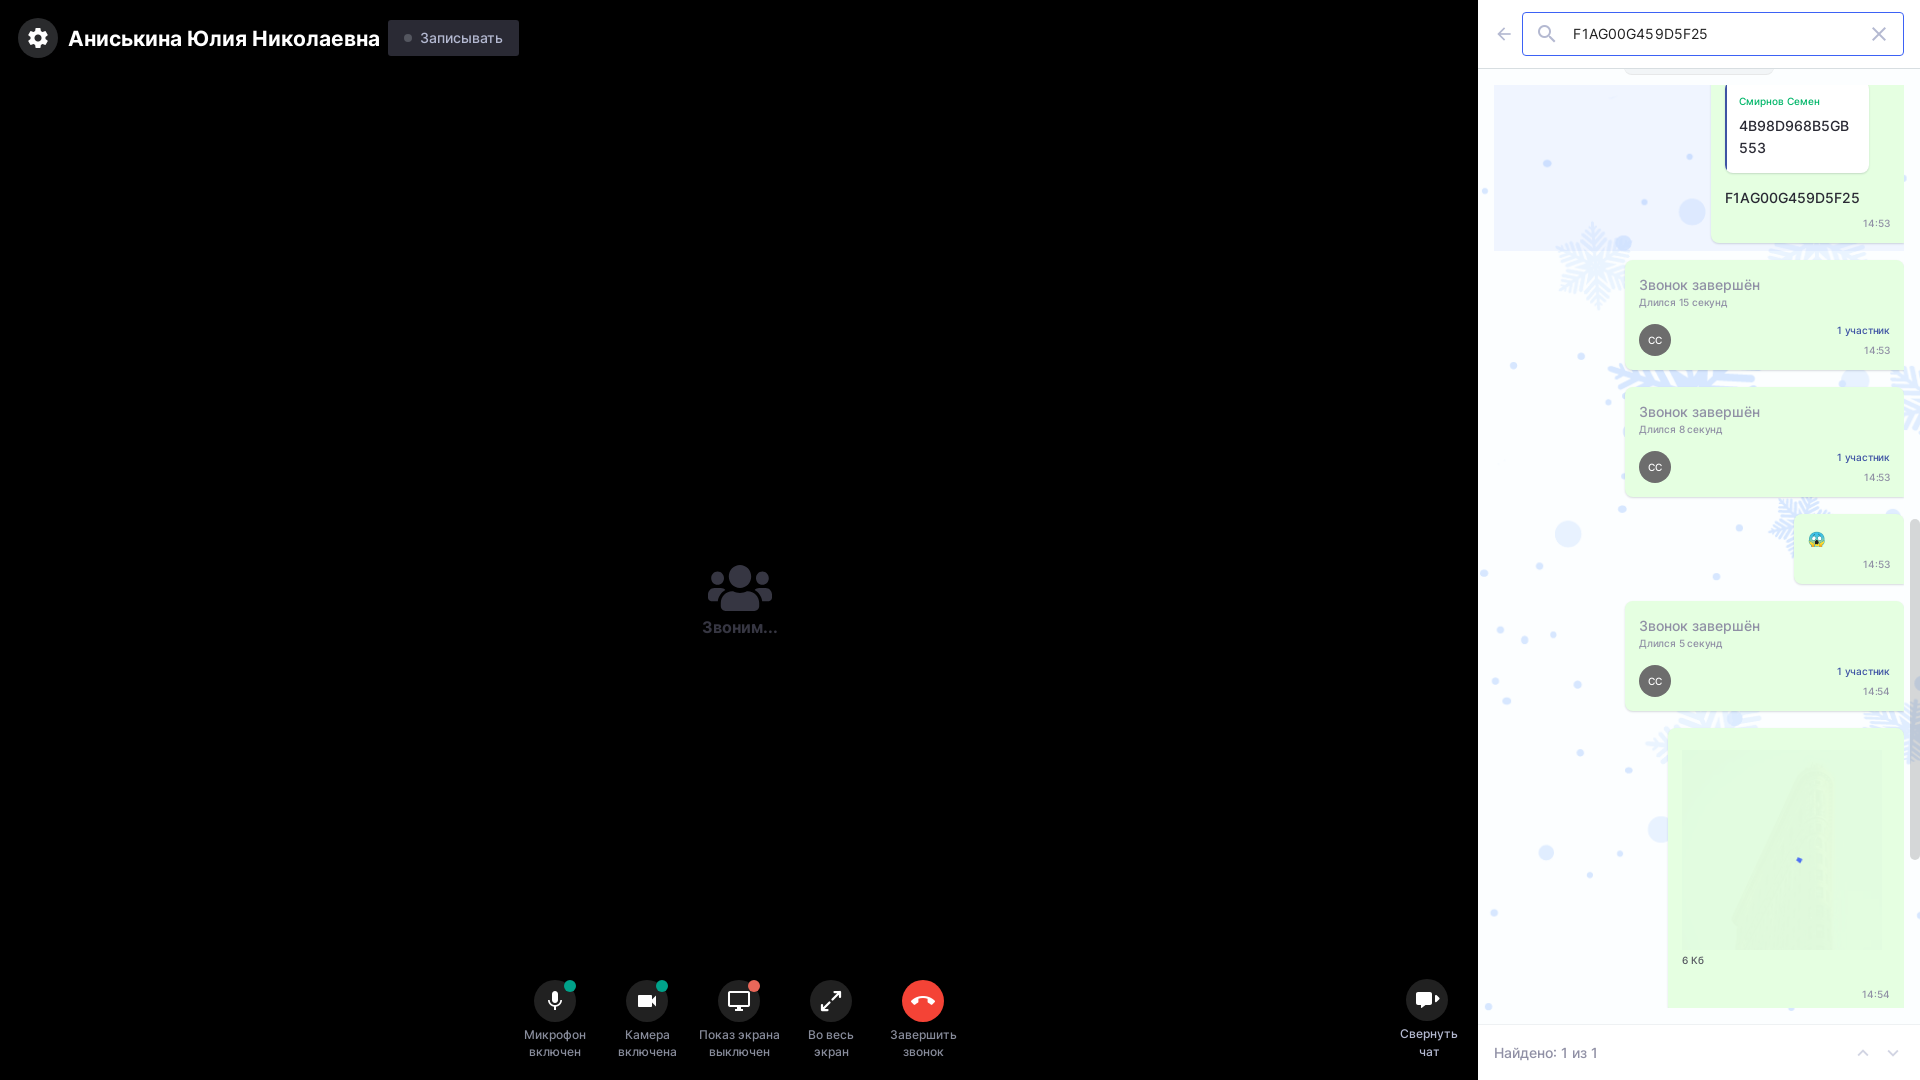 Аниськина Юлия Николаевна
Записывать
F1AG00G459D5F25
Смирнов Семен
4B98D968B5GB
553
F1AG00G459D5F25
14:53
Звонок завершён
Длился 15 секунд
СС
1 участник
14:53
Звонок завершён
Длился 8 секунд
СС
1 участник
14:53
14:53
Звонок завершён
Длился 5 секунд
СС
1 участник
14:54
6 Кб
14:54
Звоним...
Микрофон
включен
Камера
включена
Показ экрана
выключен
Во весь
экран
Завершить
звонок
Свернуть
чат
Найдено: 1 из 1